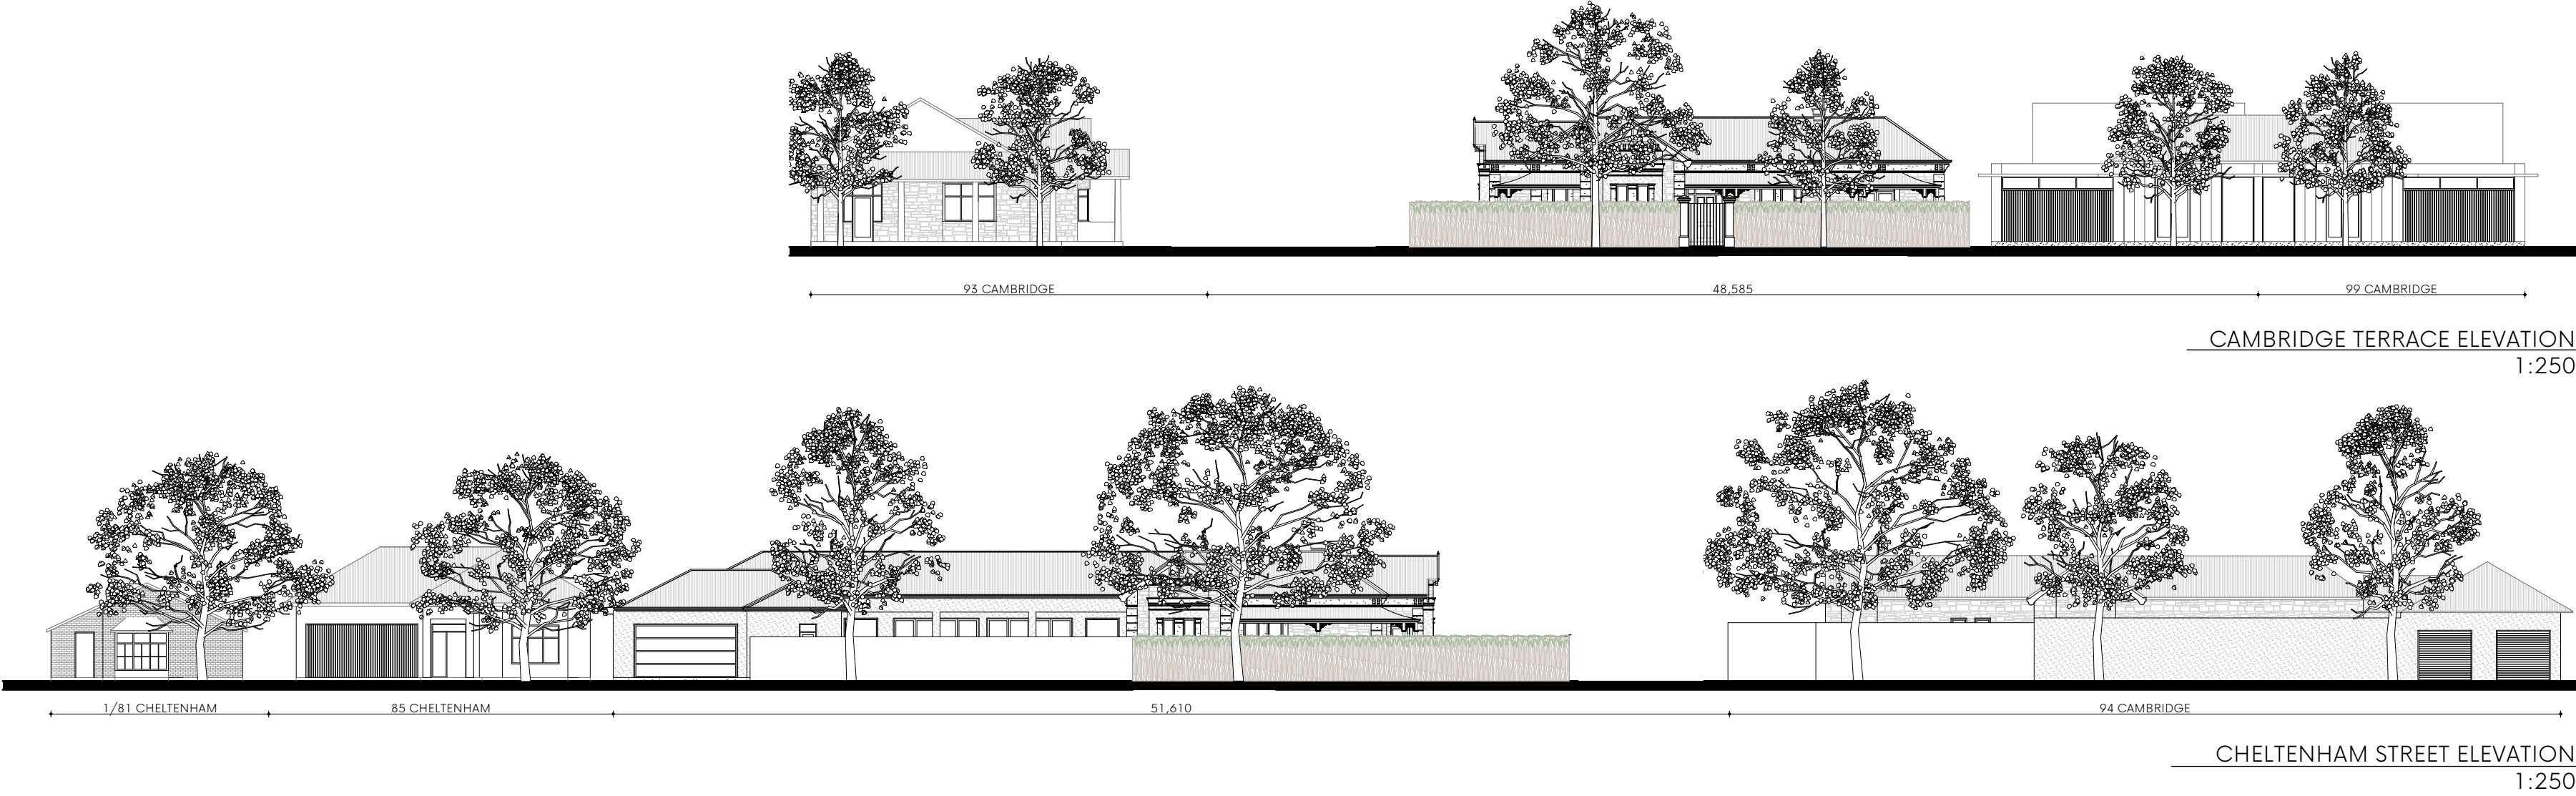 93 CAMBRIDGE
48,585
99 CAMBRIDGE
CAMBRIDGE TERRACE ELEVATION
1:250
1/81 CHELTENHAM
85 CHELTENHAM
51,610
94 CAMBRIDGE
CHELTENHAM STREET ELEVATION
1:250